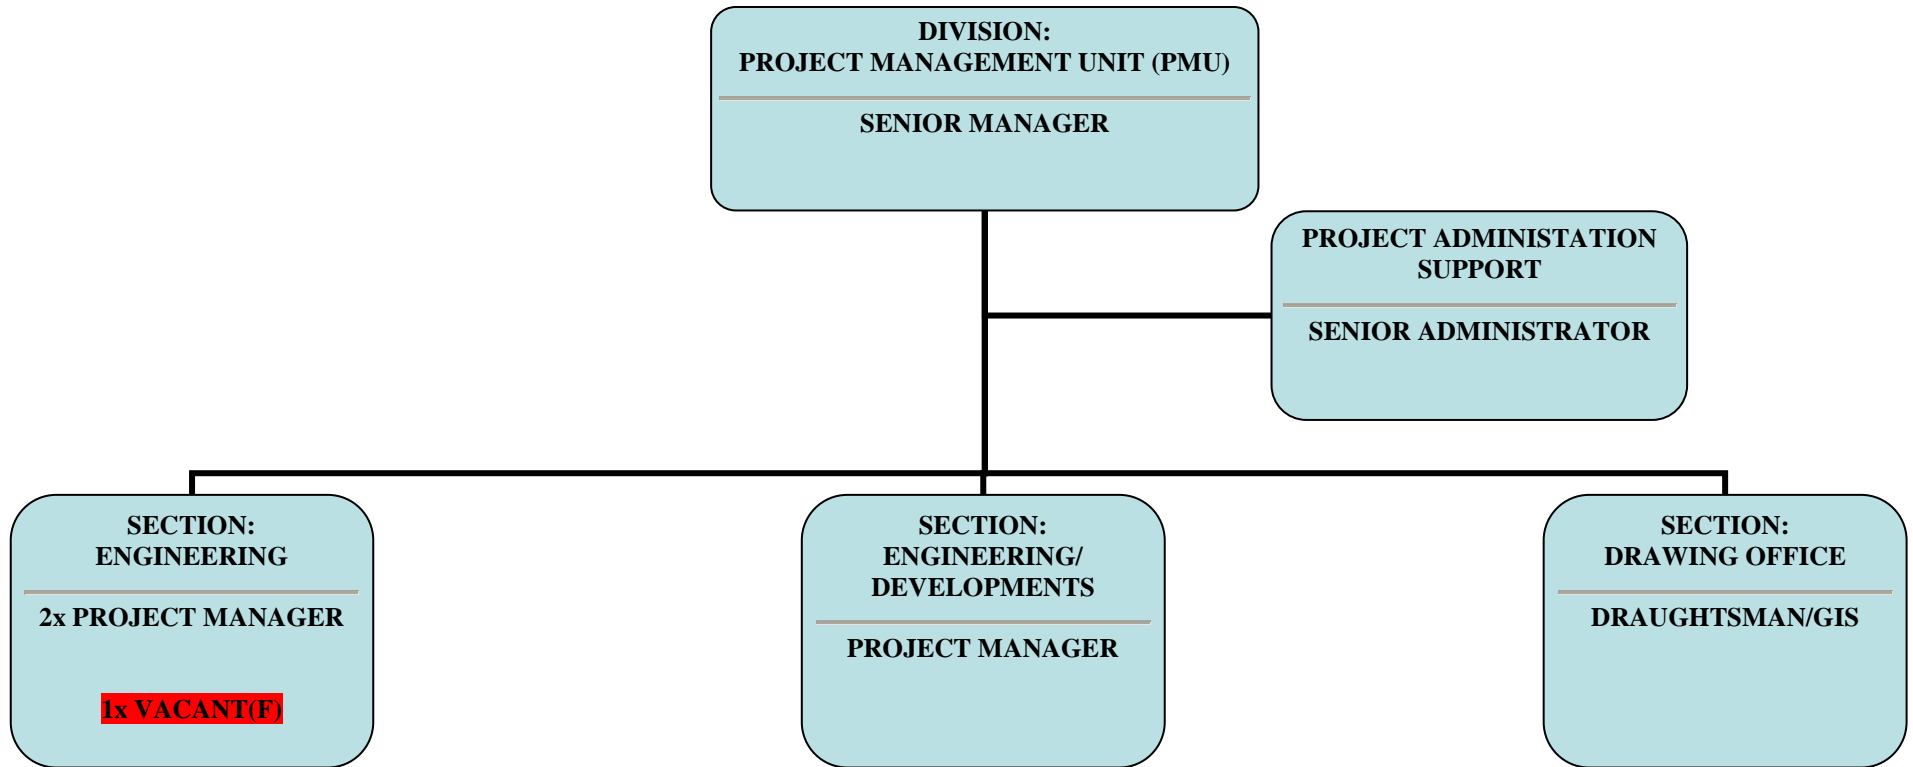 DIVISION:
PROJECT MANAGEMENT UNIT (PMU)
SENIOR MANAGER
PROJECT ADMINISTATION
SUPPORT
SENIOR ADMINISTRATOR
SECTION:
ENGINEERING
2x PROJECT MANAGER
1x VACANT(F)
SECTION:
ENGINEERING/
DEVELOPMENTS
PROJECT MANAGER
SECTION:
DRAWING OFFICE
DRAUGHTSMAN/GIS